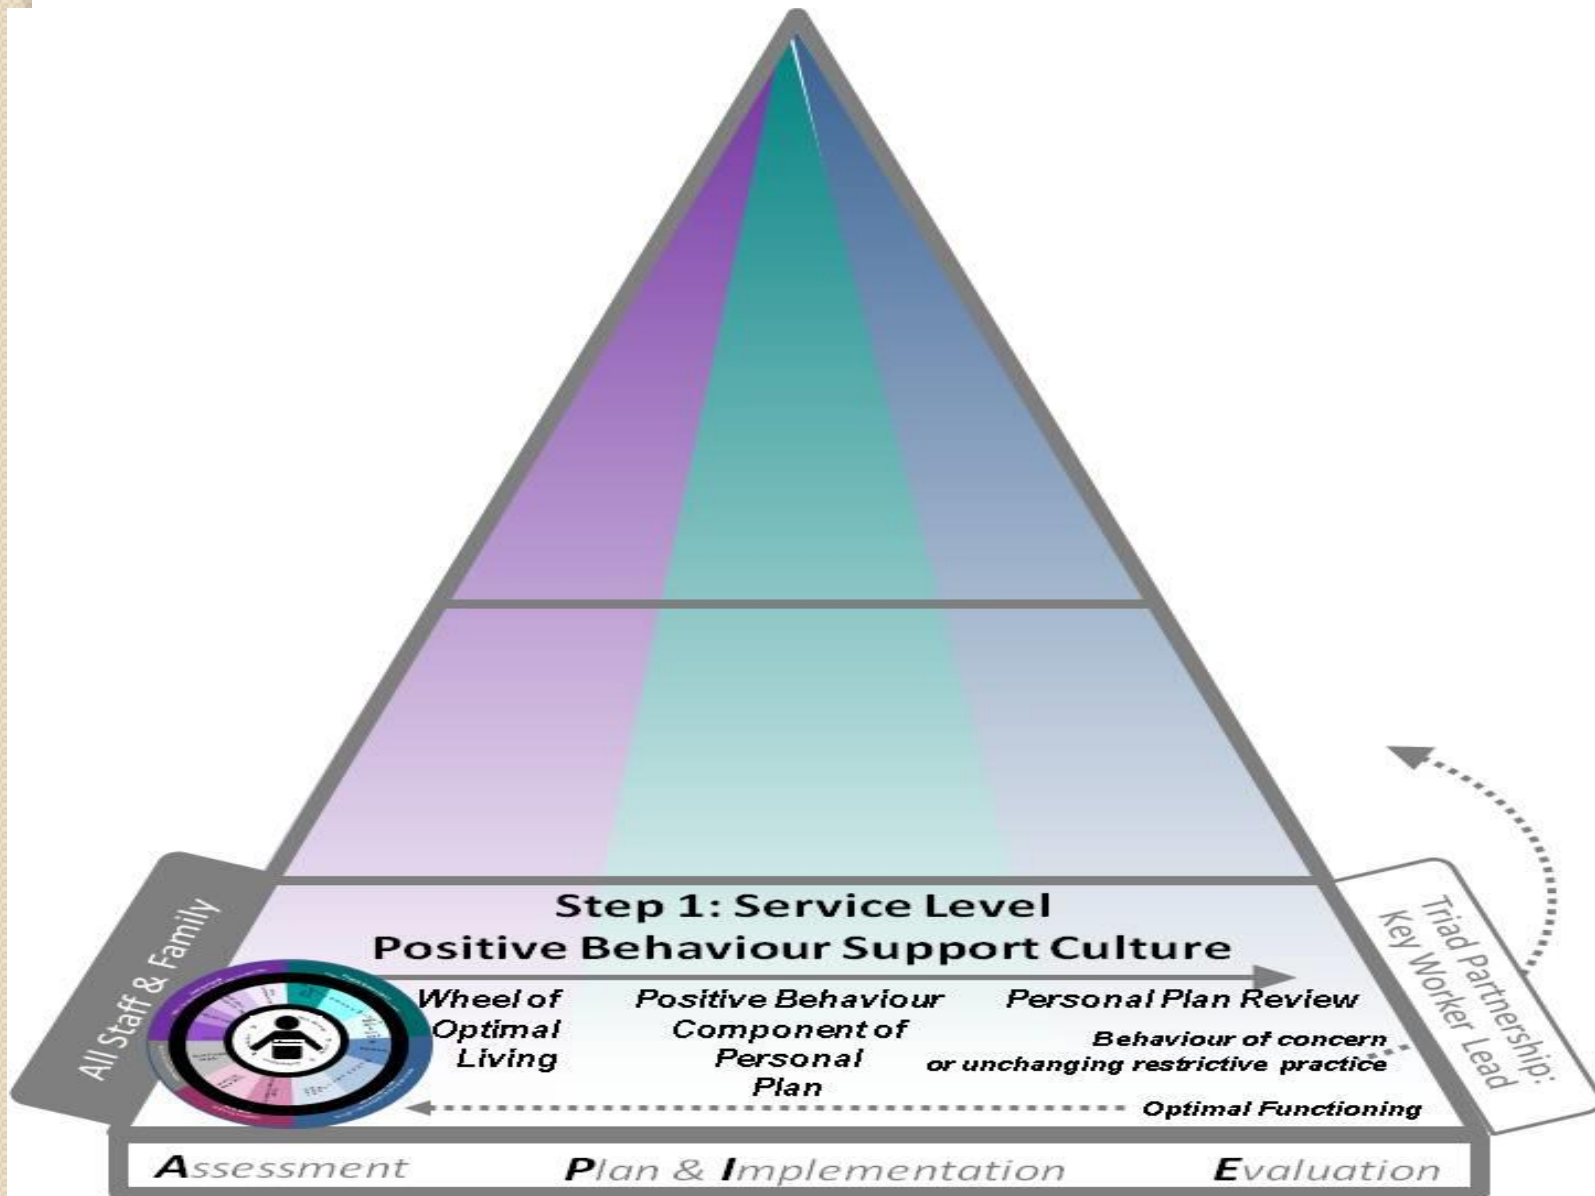 Step 1: Service Level
Positive Behaviour Support Culture
All Staff & Family
Triad Partnership:
Key Worker Lead
Wheel of
Optimal
Living
Positive Behaviour
Component of
Personal
Plan
Personal Plan Review
Behaviour of concern
or unchanging restrictive practice
Optimal Functioning
Assessment
Plan & Implementation
Evaluation